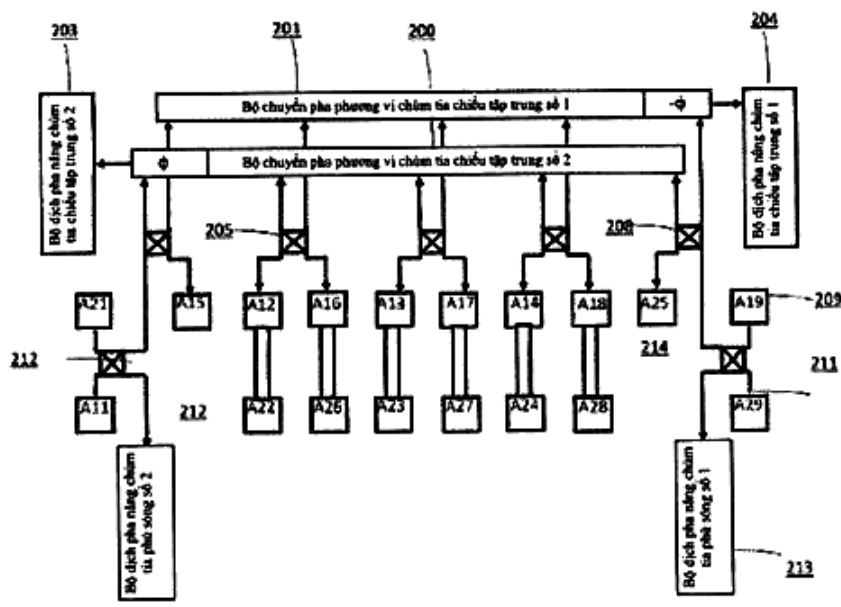 203
201
200
204
Bộ chuyển pha phương vị chùm tia chiếu tập trung số 1
-ф
ф
Bộ chuyển pha phương vị chùm tia chiếu tập trung số 2
Bộ dịch pha nâng chùm
tia chiếu tập trung số 2
Bộ dịch pha nâng chùm
tia chiếu tập trung số 1
205
208
A21
A15
A12
A16
A13
A17
A14
A18
A25
A19
209
212
214
211
A11
212
A22
A26
A23
A27
A24
A28
A29
Bộ dịch pha nâng chùm
tia phủ sóng số 2
Bộ dịch pha nâng chùm
tia phủ sóng số 1
213